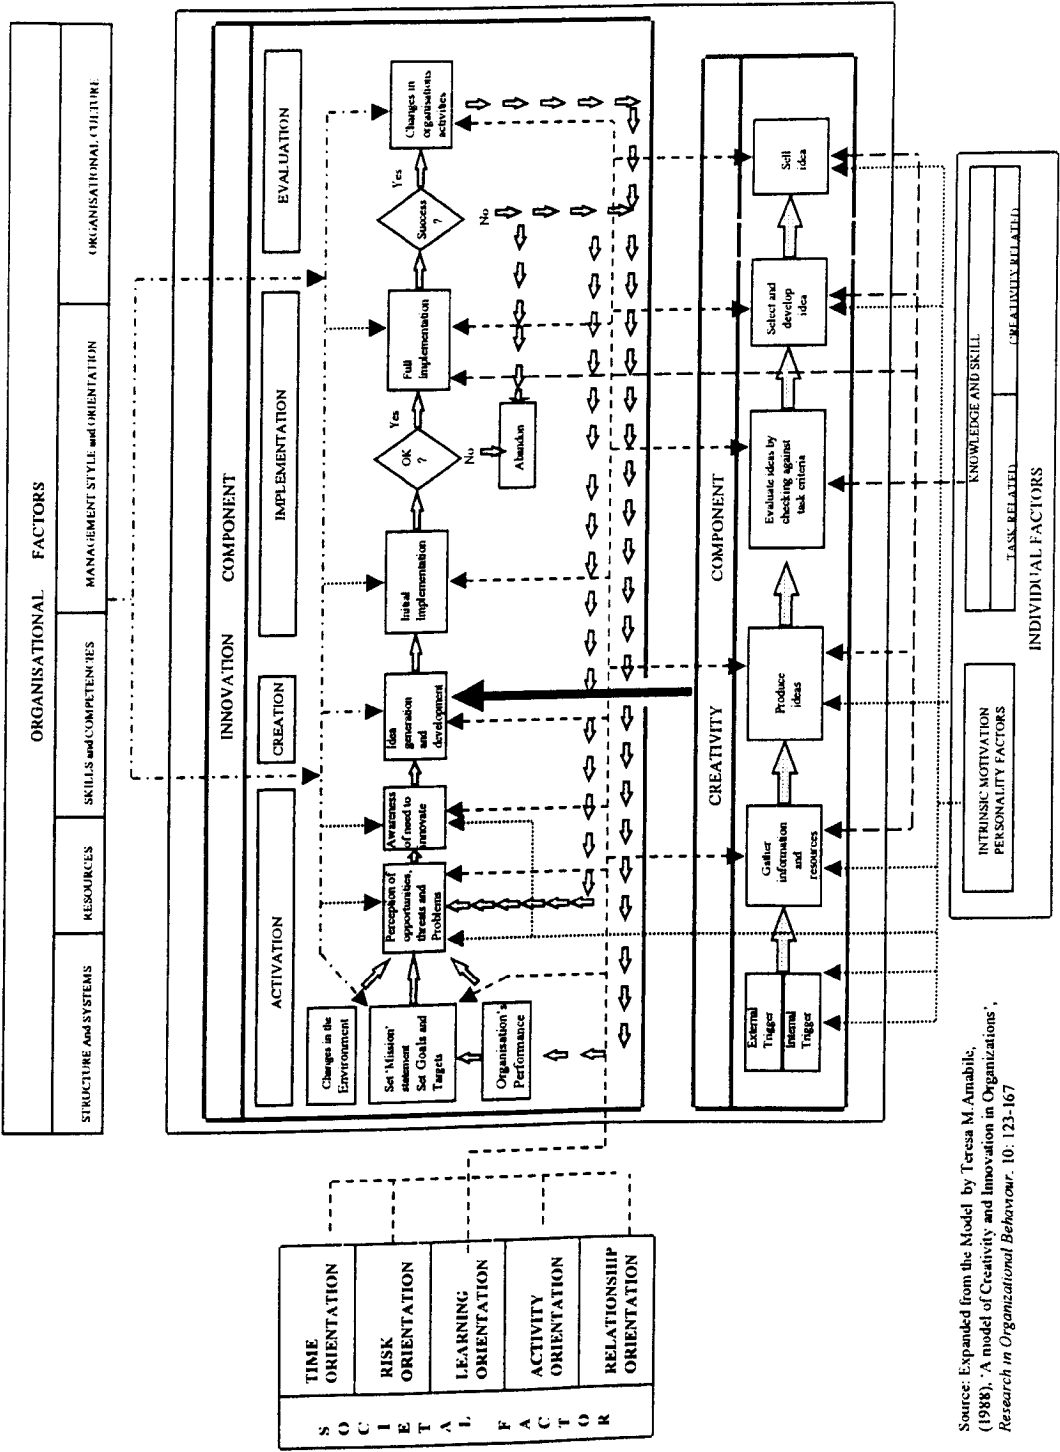 ORGANISATIONAL FACTORS
STRUCTURE And SYSTEMS
RESOURCES
SKILLS and COMPETENCIES
MANAGEMENT STYLE and ORIENTATION
ORGANISATIONAL CULTURE
INNOVATION COMPONENT
ACTIVATION
CREATION
IMPLEMENTATION
EVALUATION
Changes in the
Environment
Set 'Mission'
statement
Set Goals and
Targets
Organisation's
Performance
Perception of
opportunities,
threats and
Problems
Awareness
of need to
innovate
Idea
generation
and
development
Initial
implementation
OK
?
Yes
No
Abandon
Full
implementation
Success
?
Yes
No
Changes in
organisations
activities
CREATIVITY COMPONENT
External
Trigger
Internal
Trigger
Gather
information
and
resources
Produce
ideas
Evaluate ideas by
checking against
task criteria
Select and
develop
idea
Sell
idea
SOCIETAL FACTOR
TIME
ORIENTATION
RISK
ORIENTATION
LEARNING
ORIENTATION
ACTIVITY
ORIENTATION
RELATIONSHIP
ORIENTATION
INTRINSIC MOTIVATION
PERSONALITY FACTORS
KNOWLEDGE AND SKILL
TASK RELATED
CREATIVITY RELATED
INDIVIDUAL FACTORS
Source: Expanded from the Model by Teresa M. Amabile,
(1988), 'A model of Creativity and Innovation in Organizations',
Research in Organizational Behaviour. 10: 123-167